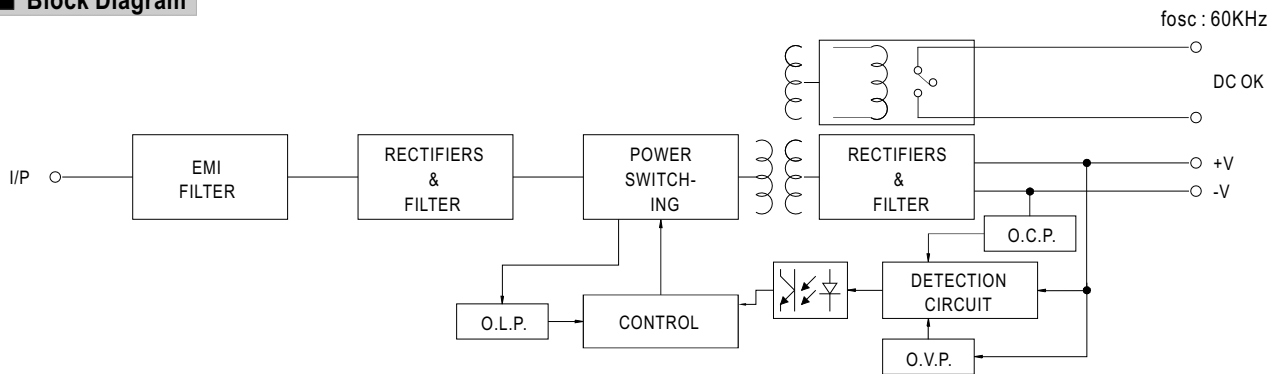 ■ Block Diagram
fosc : 60KHz
DC OK
I/P
EMI
FILTER
RECTIFIERS
&
FILTER
POWER
SWITCH-
ING
RECTIFIERS
&
FILTER
+V
-V
O.C.P.
DETECTION
CIRCUIT
O.L.P.
CONTROL
O.V.P.